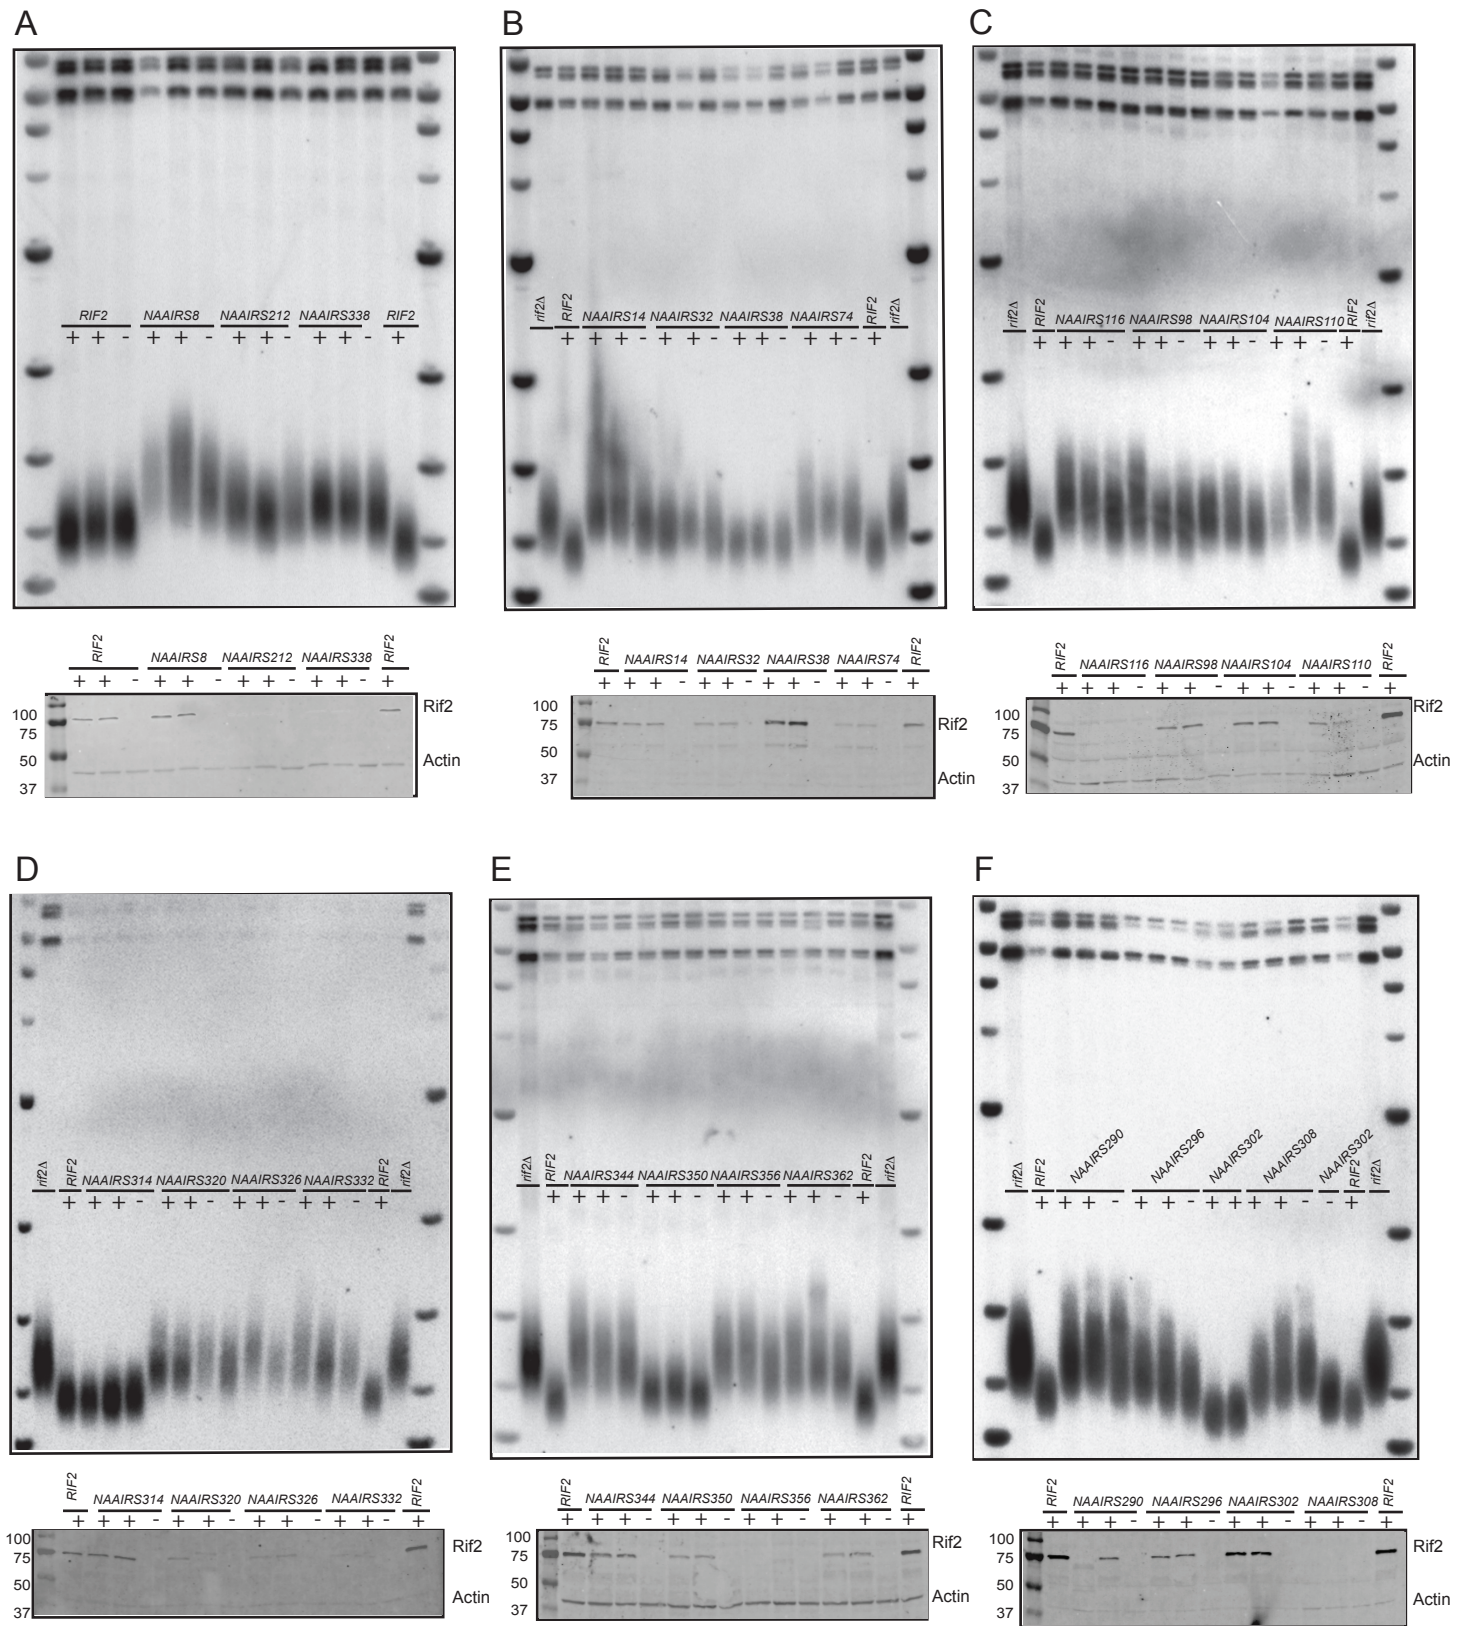 A
RIF2 NAAIRS8 NAAIRS212 NAAIRS338 RIF2
+ + - + + - + + - + + - +
RIF2 NAAIRS8 NAAIRS212 NAAIRS338 RIF2
+ + - + + - + + - + + - +
100
75
50
37
Rif2
Actin
B
rif2Δ RIF2 NAAIRS14 NAAIRS32 NAAIRS38 NAAIRS74 RIF2 rif2Δ
+ + + - + + - + + - + + - +
RIF2 NAAIRS14 NAAIRS32 NAAIRS38 NAAIRS74 RIF2
+ + + - + + - + + - + + - +
100
75
50
37
Rif2
Actin
C
rif2Δ RIF2 NAAIRS116 NAAIRS98 NAAIRS104 NAAIRS110 RIF2 rif2Δ
+ + + - + + - + + - + + - +
RIF2 NAAIRS116 NAAIRS98 NAAIRS104 NAAIRS110 RIF2
+ + + - + + - + + - + + - +
100
75
50
37
Rif2
Actin
D
rif2Δ RIF2 NAAIRS314 NAAIRS320 NAAIRS326 NAAIRS332 RIF2 rif2Δ
+ + + - + + - + + - + + - +
RIF2 NAAIRS314 NAAIRS320 NAAIRS326 NAAIRS332 RIF2
+ + + - + + - + + - + + - +
100
75
50
37
Rif2
Actin
E
rif2Δ RIF2 NAAIRS344 NAAIRS350 NAAIRS356 NAAIRS362 RIF2 rif2Δ
+ + + - + + - + + - + + - +
RIF2 NAAIRS344 NAAIRS350 NAAIRS356 NAAIRS362 RIF2
+ + + - + + - + + - + + - +
100
75
50
37
Rif2
Actin
F
rif2Δ RIF2 NAAIRS290 NAAIRS296 NAAIRS302 NAAIRS308 NAAIRS302 RIF2 rif2Δ
+ + + - + + - + + + + - - +
RIF2 NAAIRS290 NAAIRS296 NAAIRS302 NAAIRS308 RIF2
+ + + - + + - + + - + + - +
100
75
50
37
Rif2
Actin